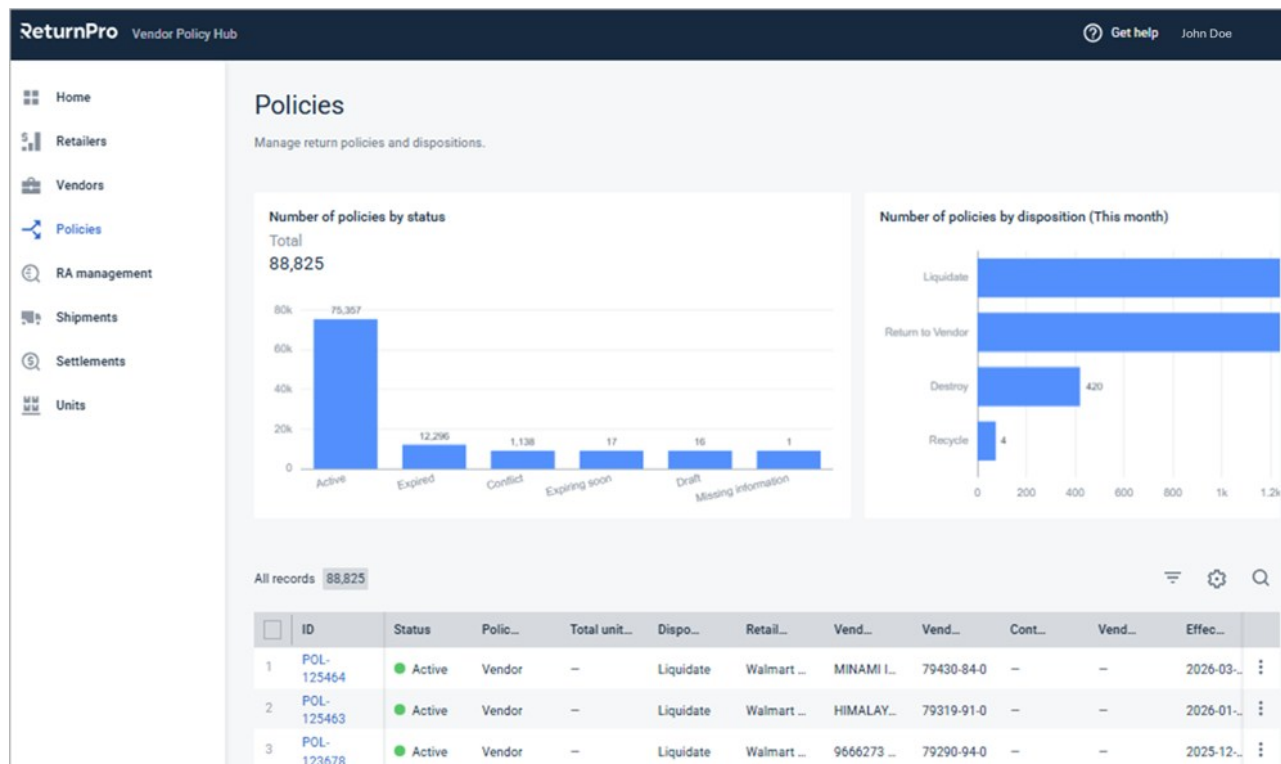 ReturnPro Vendor Policy Hub
Get help John Doe
Home
Retailers
Vendors
Policies
RA management
Shipments
Settlements
Units
Policies
Manage return policies and dispositions.
Number of policies by status
Total
88,825
80k
60k
40k
20k
0
75,357
12,296
1,138
17
16
1
Active
Expired
Conflict
Expiring soon
Draft
Missing information
Number of policies by disposition (This month)
Liquidate
Return to Vendor
Destroy 420
Recycle 4
0 200 400 600 800 1k 1.2k
All records 88,825
ID Status Polic... Total unit... Dispo... Retail... Vend... Vend... Cont... Vend... Effec...
1 POL-125464 Active Vendor – Liquidate Walmart ... MINAMI I... 79430-84-0 – – 2026-03-...
2 POL-125463 Active Vendor – Liquidate Walmart ... HIMALAY... 79319-91-0 – – 2026-01-...
3 POL-123678 Active Vendor – Liquidate Walmart ... 9666273 ... 79290-94-0 – – 2025-12-...